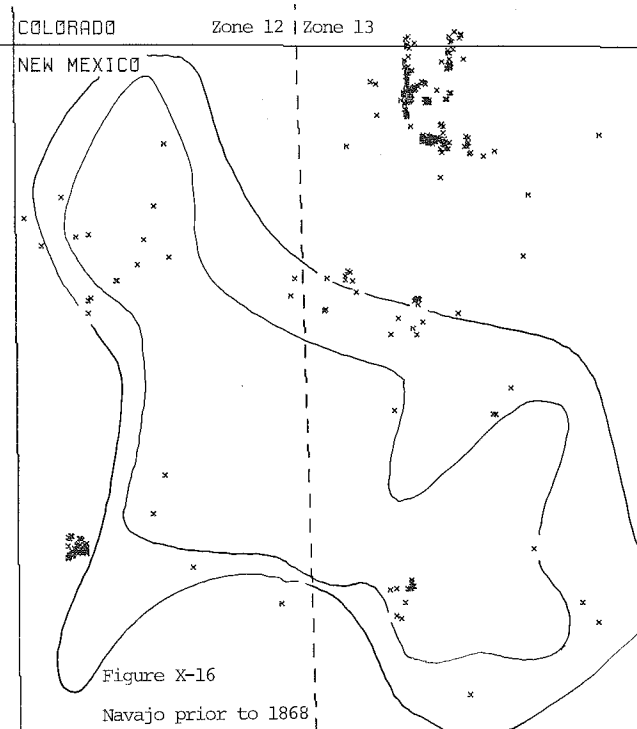 COLORADO Zone 12 Zone 13
NEW MEXICO
Figure X-16
Navajo prior to 1868